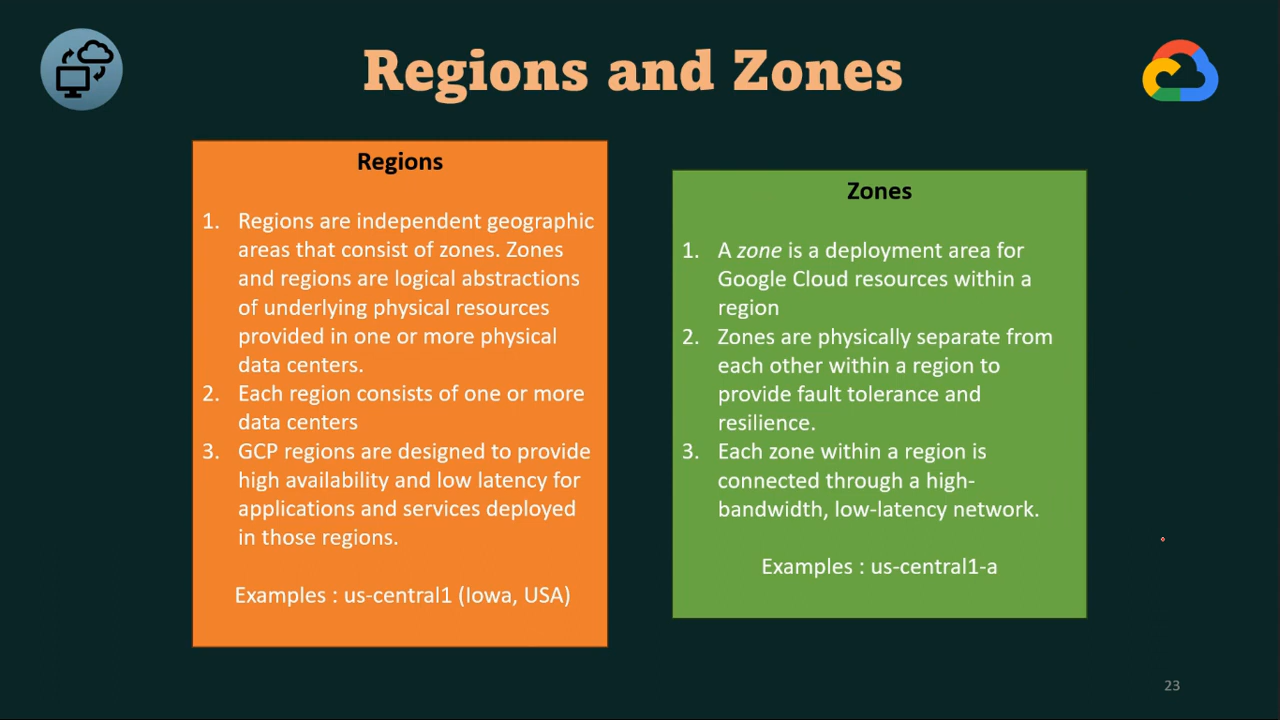 Regions and Zones
Regions
1. Regions are independent geographic
areas that consist of zones. Zones
and regions are logical abstractions
of underlying physical resources
provided in one or more physical
data centers.
2. Each region consists of one or more
data centers
3. GCP regions are designed to provide
high availability and low latency for
applications and services deployed
in those regions.
Examples : us-central1 (Iowa, USA)
Zones
1. A zone is a deployment area for
Google Cloud resources within a
region
2. Zones are physically separate from
each other within a region to
provide fault tolerance and
resilience.
3. Each zone within a region is
connected through a high-
bandwidth, low-latency network.
Examples : us-central1-a
23